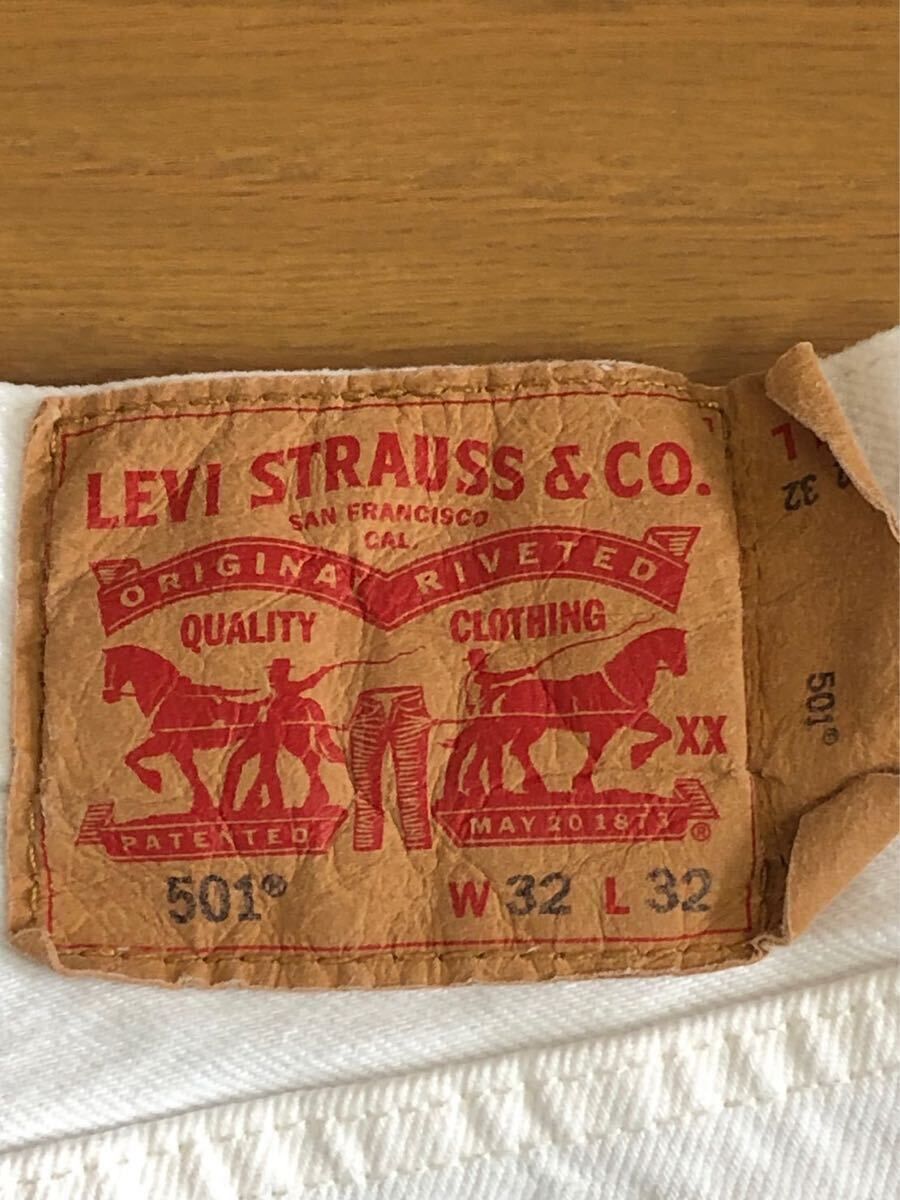 LEVI STRAUSS & CO.
SAN FRANCISCO
CAL.
ORIGINAL RIVETED
QUALITY CLOTHING
XX
PATENTED MAY 20 1873 ®
501® W 32 L 32
32
501®